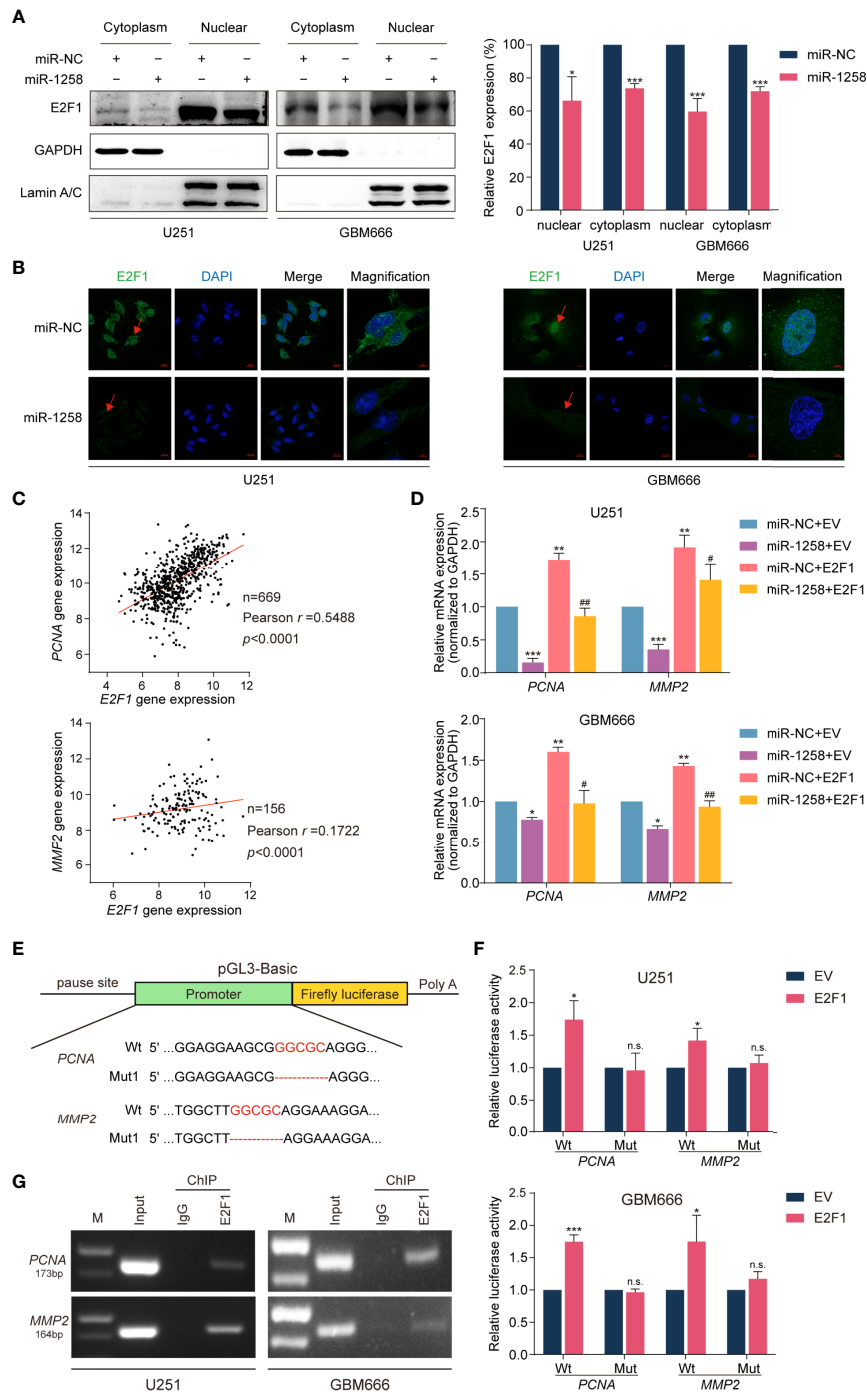 A
Cytoplasm Nuclear Cytoplasm Nuclear
miR-NC + – + – + – + –
miR-1258 – + – + – + – +
E2F1
GAPDH
Lamin A/C
U251 GBM666
Relative E2F1 expression (%)
100
80
60
40
20
0
* *** *** ***
nuclear cytoplasm nuclear cytoplasm
U251 GBM666
miR-NC
miR-1258
B
E2F1 DAPI Merge Magnification E2F1 DAPI Merge Magnification
miR-NC
miR-1258
U251 GBM666
C
PCNA gene expression
14
12
10
8
6
4 6 8 10 12
E2F1 gene expression
n=669
Pearson r =0.5488
p<0.0001
MMP2 gene expression
14
12
10
8
6
6 8 10 12
E2F1 gene expression
n=156
Pearson r =0.1722
p<0.0001
D
U251
Relative mRNA expression
(normalized to GAPDH)
2.5
2.0
1.5
1.0
0.5
0.0
*** ** ## *** ** #
PCNA MMP2
miR-NC+EV
miR-1258+EV
miR-NC+E2F1
miR-1258+E2F1
GBM666
Relative mRNA expression
(normalized to GAPDH)
2.0
1.5
1.0
0.5
0.0
* ** # * ** ##
PCNA MMP2
miR-NC+EV
miR-1258+EV
miR-NC+E2F1
miR-1258+E2F1
E
pGL3-Basic
pause site Promoter Firefly luciferase Poly A
PCNA
Wt 5' ...GGAGGAAGCGGGCGCAGGG...
Mut1 5' ...GGAGGAAGCG------------AGGG...
MMP2
Wt 5' ...TGGCTTGGCGCAGGAAAGGA...
Mut1 5' ...TGGCTT------------AGGAAAGGA...
F
U251
Relative luciferase activity
2.5
2.0
1.5
1.0
0.5
0.0
* n.s. * n.s.
Wt Mut Wt Mut
PCNA MMP2
EV
E2F1
GBM666
Relative luciferase activity
2.5
2.0
1.5
1.0
0.5
0.0
*** n.s. * n.s.
Wt Mut Wt Mut
PCNA MMP2
EV
E2F1
G
ChIP ChIP
M Input IgG E2F1 M Input IgG E2F1
PCNA
173bp
MMP2
164bp
U251 GBM666